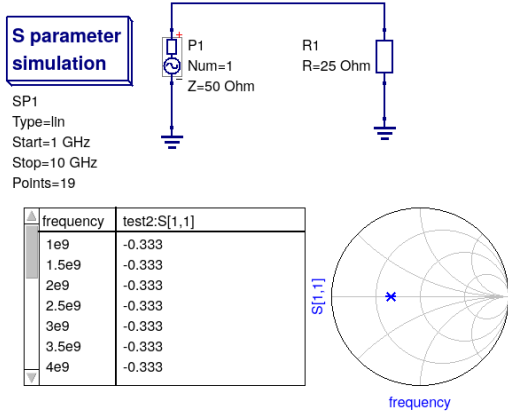 S parameter
simulation
SP1
Type=lin
Start=1 GHz
Stop=10 GHz
Points=19
+
P1
Num=1
Z=50 Ohm
R1
R=25 Ohm
frequency test2:S[1,1]
1e9 -0.333
1.5e9 -0.333
2e9 -0.333
2.5e9 -0.333
3e9 -0.333
3.5e9 -0.333
4e9 -0.333
S[1,1]
frequency